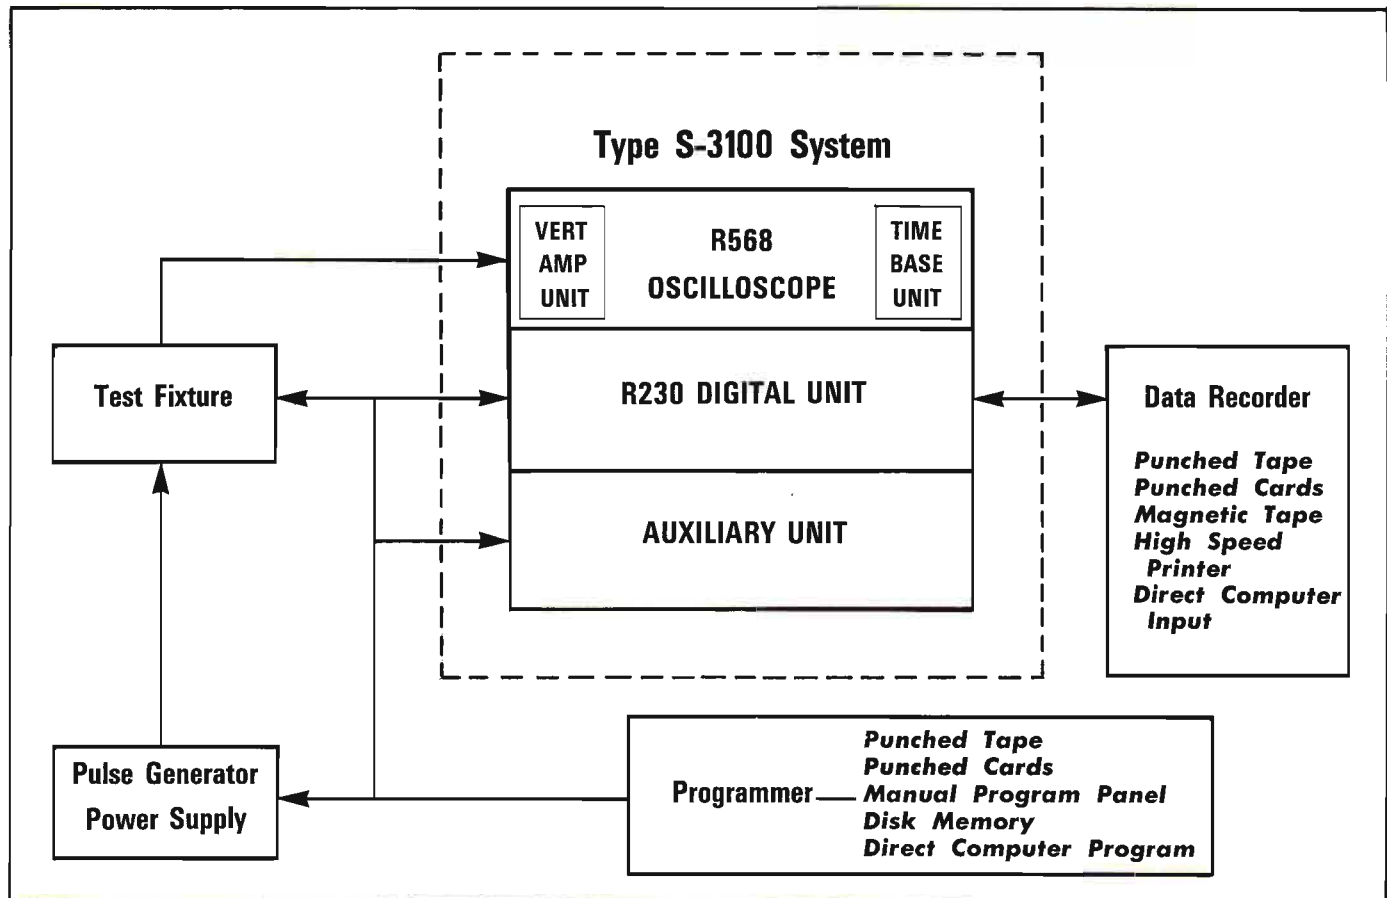 Type S-3100 System
VERT
AMP
UNIT
R568
OSCILLOSCOPE
TIME
BASE
UNIT
Test Fixture
R230 DIGITAL UNIT
AUXILIARY UNIT
Data Recorder
Punched Tape
Punched Cards
Magnetic Tape
High Speed
Printer
Direct Computer
Input
Pulse Generator
Power Supply
Programmer
Punched Tape
Punched Cards
Manual Program Panel
Disk Memory
Direct Computer Program